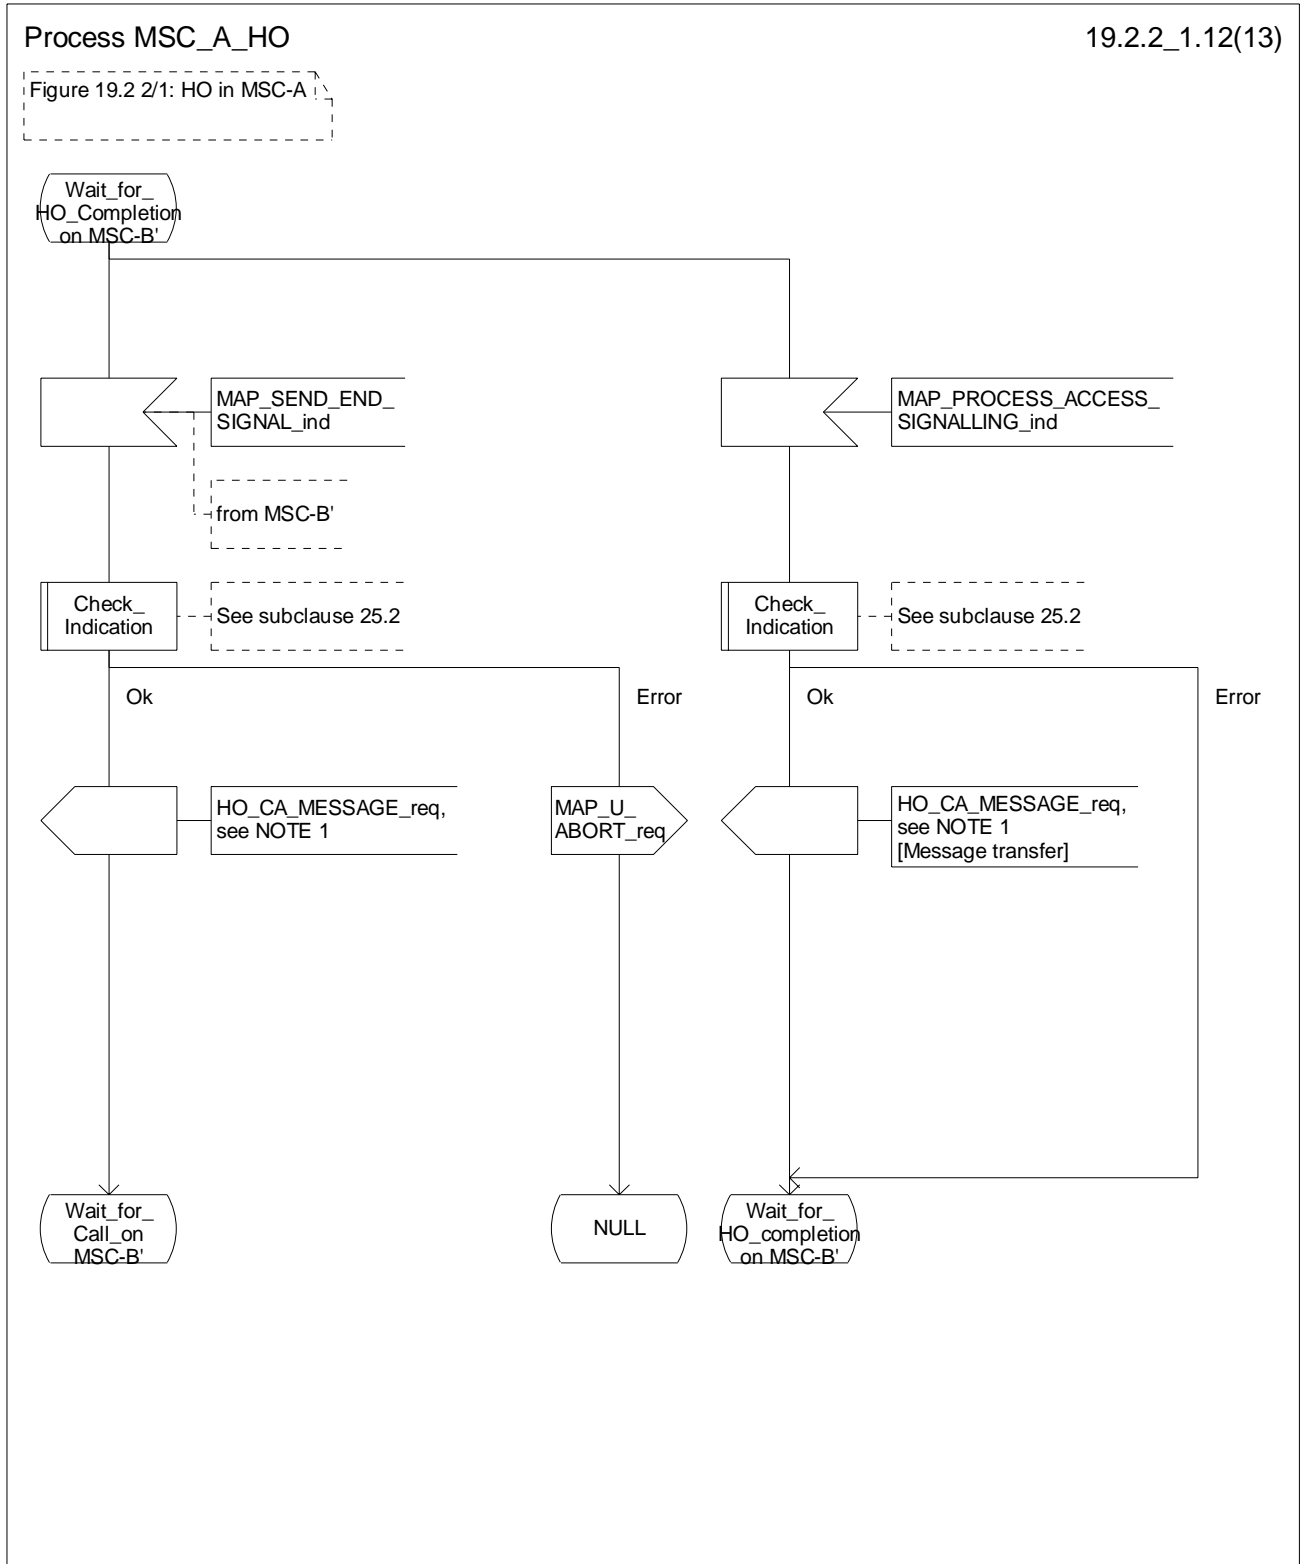 Process MSC_A_HO
19.2.2_1.12(13)
Figure 19.2 2/1: HO in MSC-A
Wait_for_
HO_Completion
on MSC-B'
MAP_SEND_END_
SIGNAL_ind
MAP_PROCESS_ACCESS_
SIGNALLING_ind
from MSC-B'
Check_
Indication
See subclause 25.2
Check_
Indication
See subclause 25.2
Ok
Error
Ok
Error
HO_CA_MESSAGE_req,
see NOTE 1
MAP_U_
ABORT_req
HO_CA_MESSAGE_req,
see NOTE 1
[Message transfer]
Wait_for_
Call_on
MSC-B'
NULL
Wait_for_
HO_completion
on MSC-B'